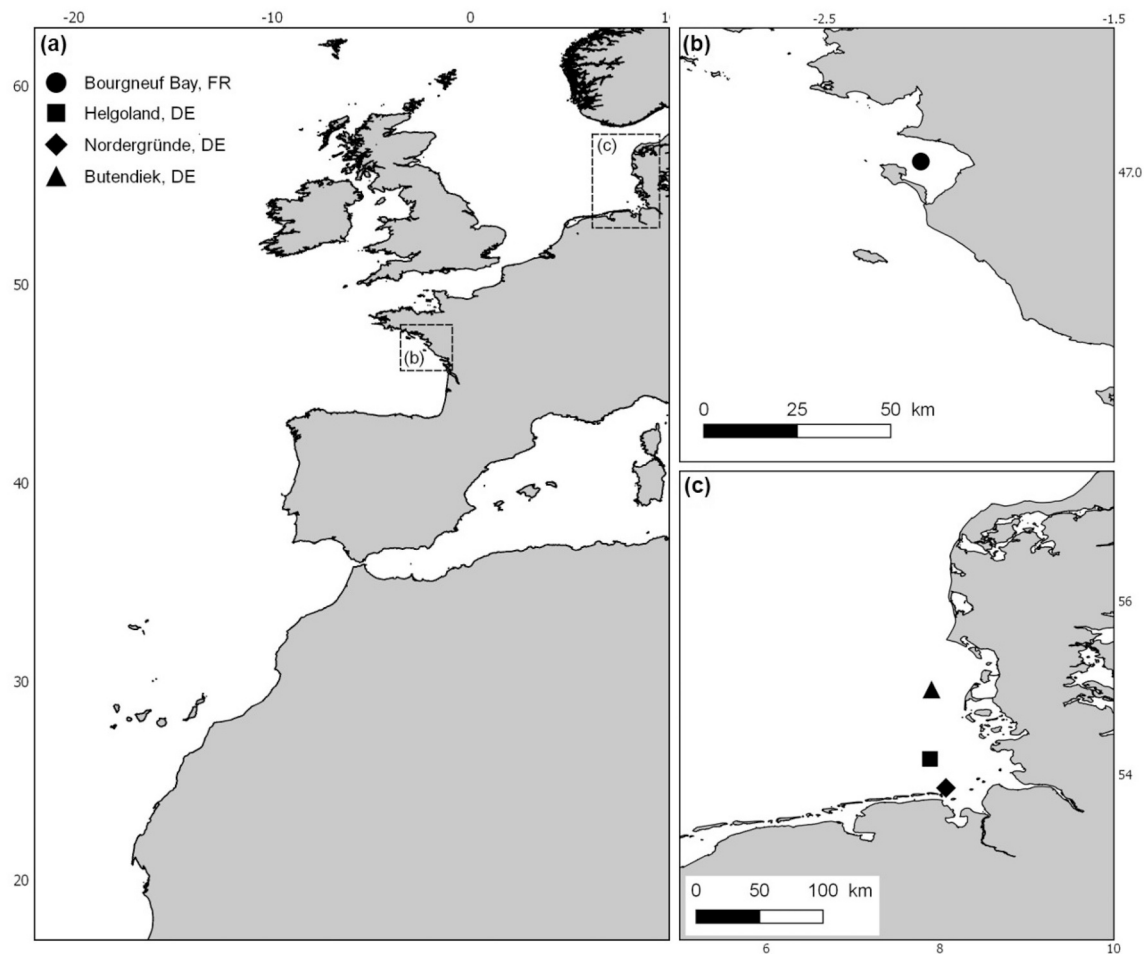 -20 -10 0 1
(a)
Bourgneuf Bay, FR
Helgoland, DE
Nordergründe, DE
Butendiek, DE
60
50
40
30
20
(c)
(b)
-2.5 -1.5
(b)
47.0
0 25 50 km
(c)
56
54
0 50 100 km
6 8 10